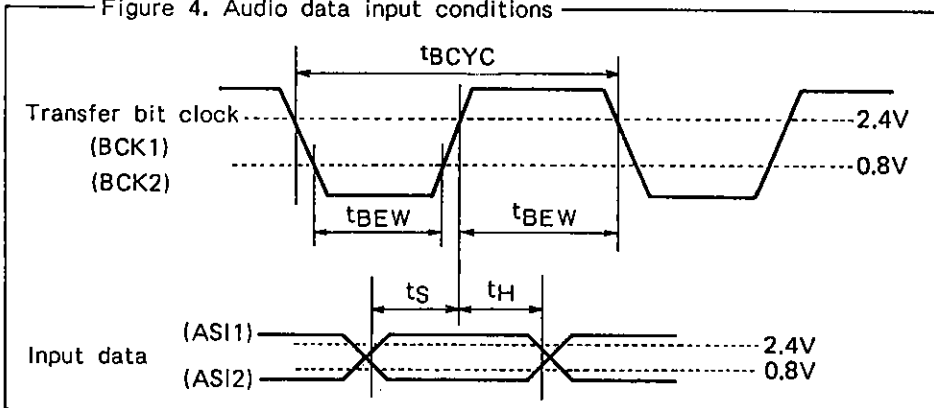 Figure 4. Audio data input conditions
tBCYC
Transfer bit clock
2.4V
(BCK1)
0.8V
(BCK2)
tBEW
tBEW
tS
tH
(ASI1)
2.4V
Input data
0.8V
(ASI2)